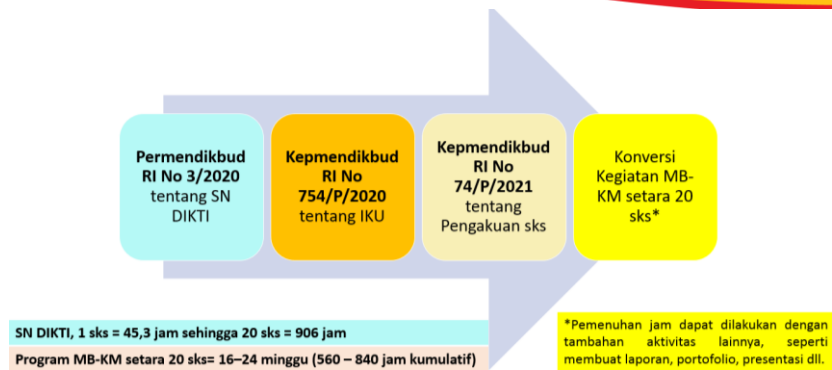 Permendikbud
RI No 3/2020
tentang SN
DIKTI
Kepmendikbud
RI No
754/P/2020
tentang IKU
Kepmendikbud
RI No
74/P/2021
tentang
Pengakuan sks
Konversi
Kegiatan MB-
KM setara 20
sks*
SN DIKTI, 1 sks = 45,3 jam sehingga 20 sks = 906 jam
Program MB-KM setara 20 sks= 16–24 minggu (560 – 840 jam kumulatif)
*Pemenuhan jam dapat dilakukan dengan
tambahan aktivitas lainnya, seperti
membuat laporan, portofolio, presentasi dll.